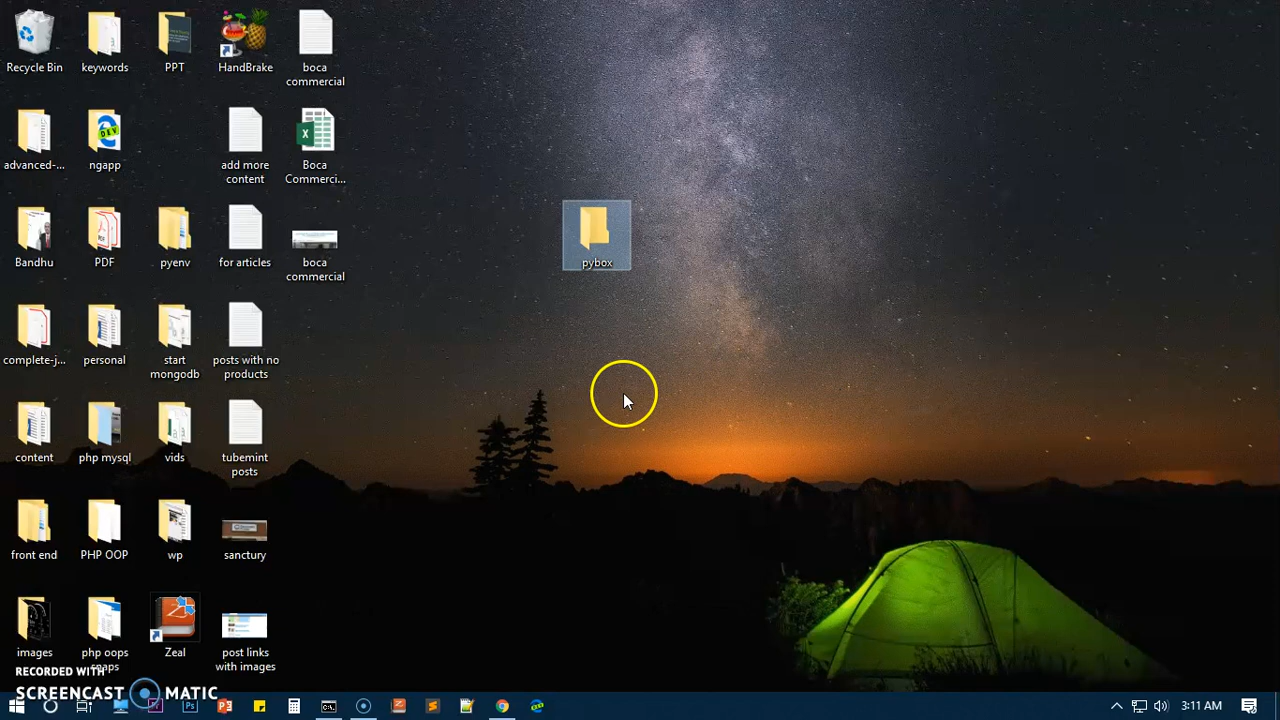 Recycle Bin
keywords
PPT
HandBrake
boca
commercial
advanced-...
ngapp
add more
content
Boca
Commerci...
Bandhu
PDF
pyenv
for articles
boca
commercial
pybox
complete-j...
personal
start
mongodb
posts with no
products
content
php mysql
vids
tubemint
posts
front end
PHP OOP
wp
sanctury
images
php oops
snaps
Zeal
post links
with images
RECORDED WITH
SCREENCAST MATIC
3:11 AM